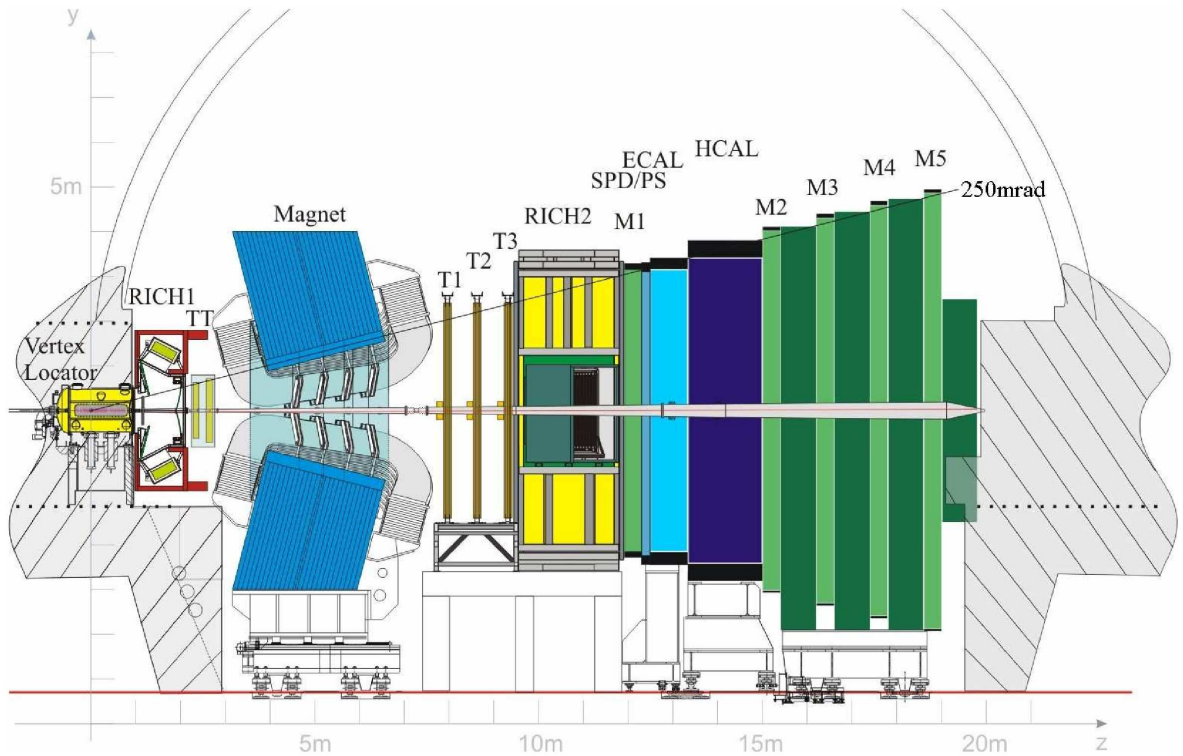 y
5m
ECAL
HCAL
SPD/PS
M1
M2
M3
M4
M5
250mrad
Magnet
RICH2
T3
T2
T1
RICH1
TT
Vertex
Locator
5m
10m
15m
20m
z